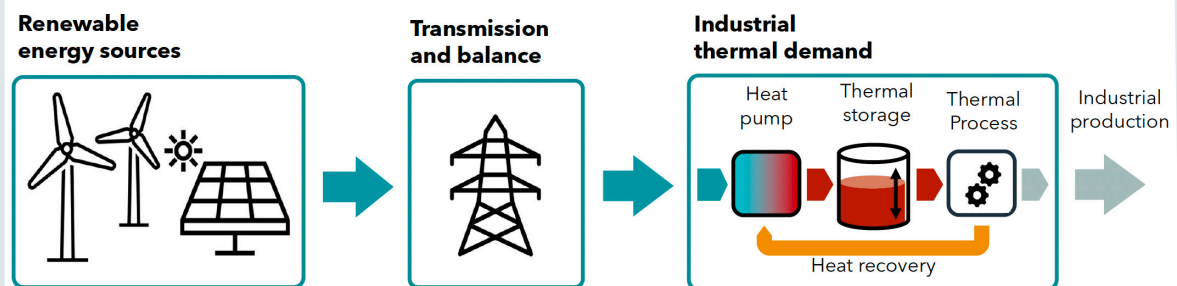 Renewable
energy sources
Transmission
and balance
Industrial
thermal demand
Heat
pump
Thermal
storage
Thermal
Process
Industrial
production
Heat recovery